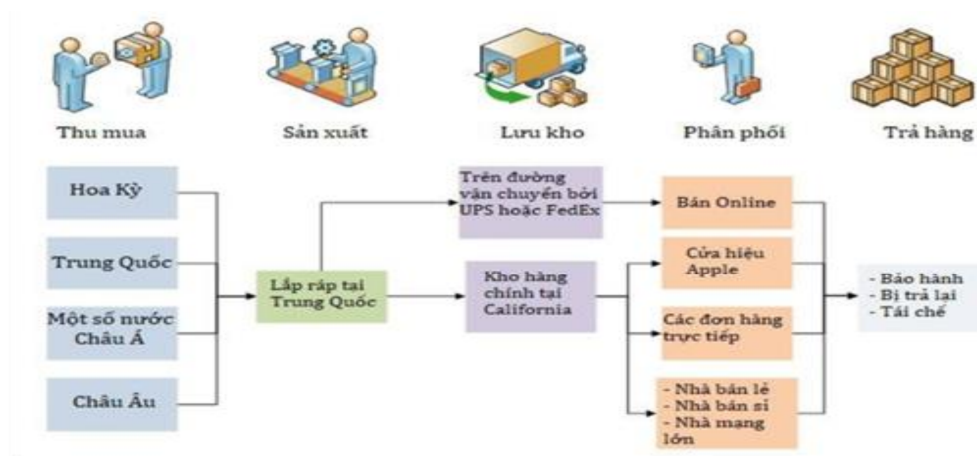 Thu mua
Sản xuất
Lưu kho
Phân phối
Trả hàng
Hoa Kỳ
Trung Quốc
Một số nước
Châu Á
Châu Âu
Lắp ráp tại
Trung Quốc
Trên đường
vận chuyển bởi
UPS hoặc FedEx
Kho hàng
chính tại
California
Bán Online
Cửa hiệu
Apple
Các đơn hàng
trực tiếp
- Nhà bán lẻ
- Nhà bán sỉ
- Nhà mạng
lớn
- Bảo hành
- Bị trả lại
- Tái chế